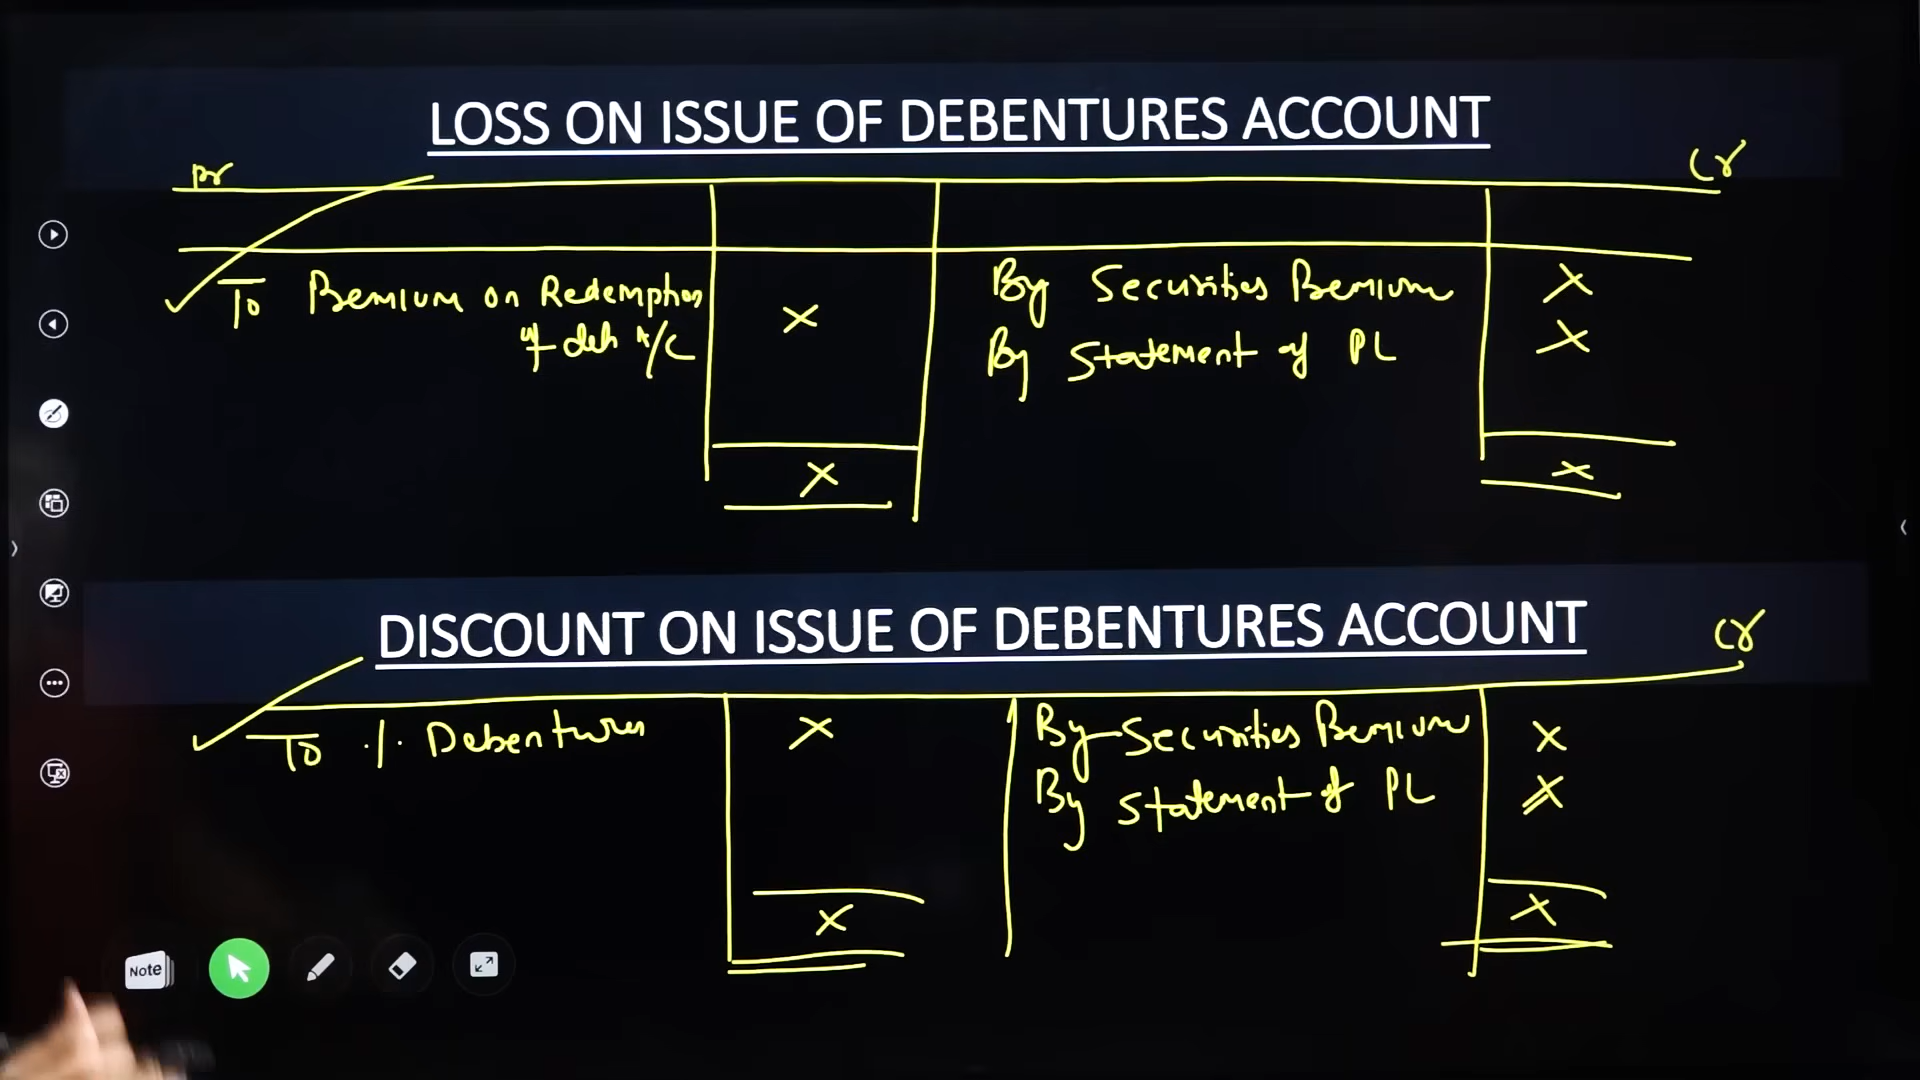 LOSS ON ISSUE OF DEBENTURES ACCOUNT
Dr
Cr
To Premium on Redemption X
of deb A/C
By Securities Premium X
By Statement of PL X
X
X
DISCOUNT ON ISSUE OF DEBENTURES ACCOUNT
Cr
To % Debentures X
By Securities Premium X
By Statement of PL X
X
X
Note